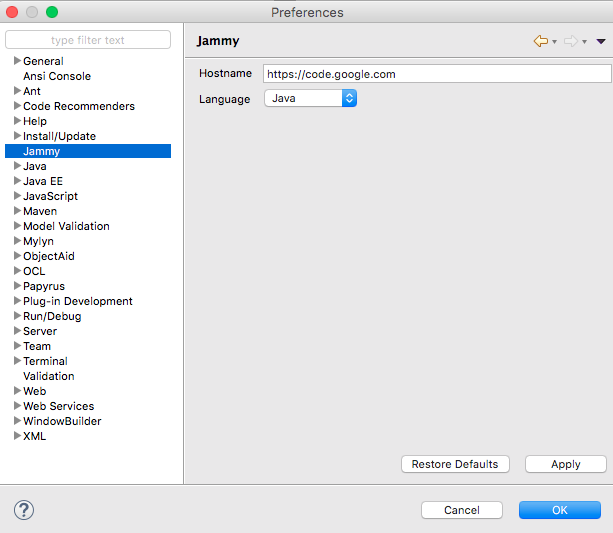 Preferences
type filter text
General
Ansi Console
Ant
Code Recommenders
Help
Install/Update
Jammy
Java
Java EE
JavaScript
Maven
Model Validation
Mylyn
ObjectAid
OCL
Papyrus
Plug-in Development
Run/Debug
Server
Team
Terminal
Validation
Web
Web Services
WindowBuilder
XML
Jammy
Hostname https://code.google.com
Language Java
Restore Defaults Apply
? Cancel OK